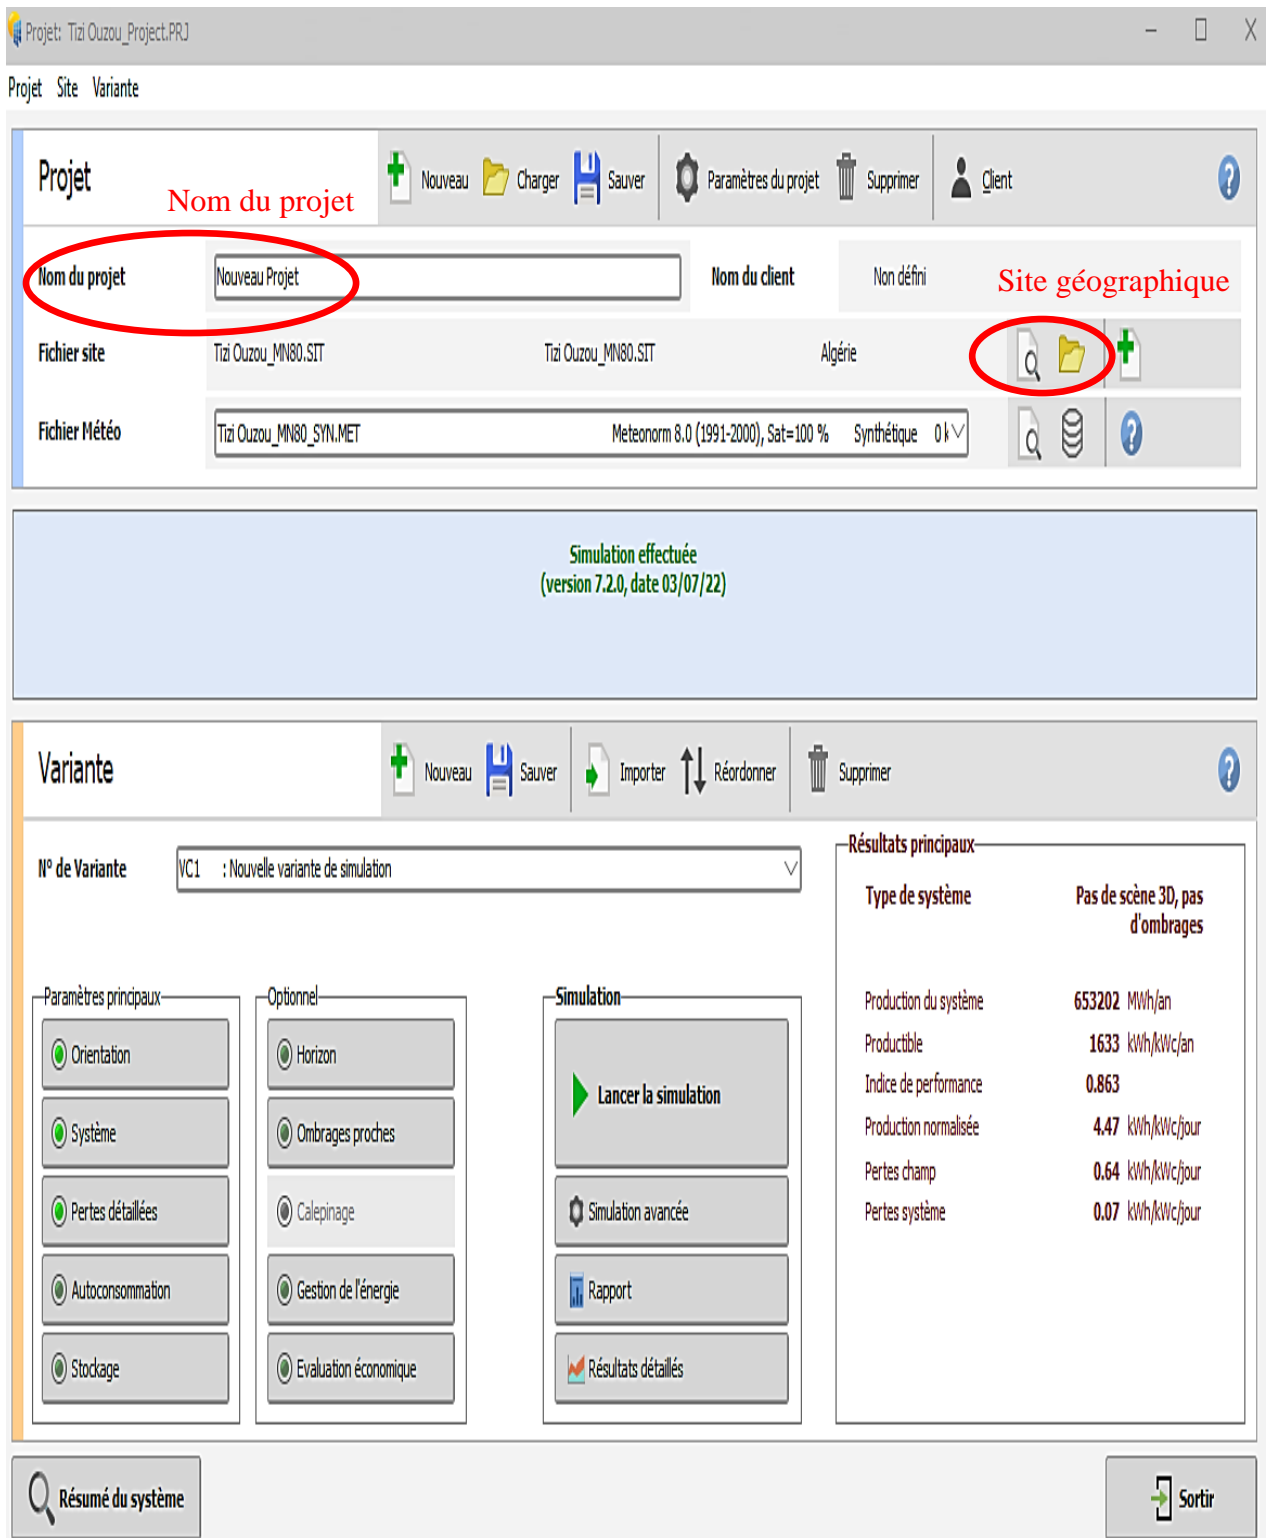 Projet: Tizi Ouzou_Project.PRJ
Projet Site Variante
Projet
Nouveau Charger Sauver Paramètres du projet Supprimer Client
Nom du projet
Nom du projet Nouveau Projet Nom du client Non défini
Site géographique
Fichier site Tizi Ouzou_MN80.SIT Tizi Ouzou_MN80.SIT Algérie
Fichier Météo Tizi Ouzou_MN80_SYN.MET Meteonorm 8.0 (1991-2000), Sat=100 % Synthétique 0 k
Simulation effectuée
(version 7.2.0, date 03/07/22)
Variante
Nouveau Sauver Importer Réordonner Supprimer
N° de Variante VC1 : Nouvelle variante de simulation
Paramètres principaux
Orientation
Système
Pertes détaillées
Autoconsommation
Stockage
Optionnel
Horizon
Ombrages proches
Calepinage
Gestion de l'énergie
Evaluation économique
Simulation
Lancer la simulation
Simulation avancée
Rapport
Résultats détaillés
Résultats principaux
Type de système Pas de scène 3D, pas
d'ombrages
Production du système 653202 MWh/an
Productible 1633 kWh/kWc/an
Indice de performance 0.863
Production normalisée 4.47 kWh/kWc/jour
Pertes champ 0.64 kWh/kWc/jour
Pertes système 0.07 kWh/kWc/jour
Résumé du système
Sortir